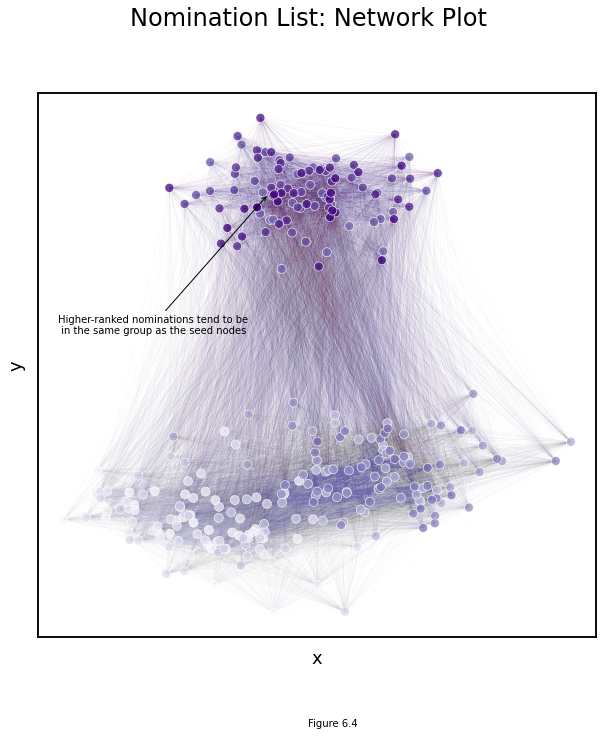 Nomination List: Network Plot
Higher-ranked nominations tend to be
in the same group as the seed nodes
y
x
Figure 6.4